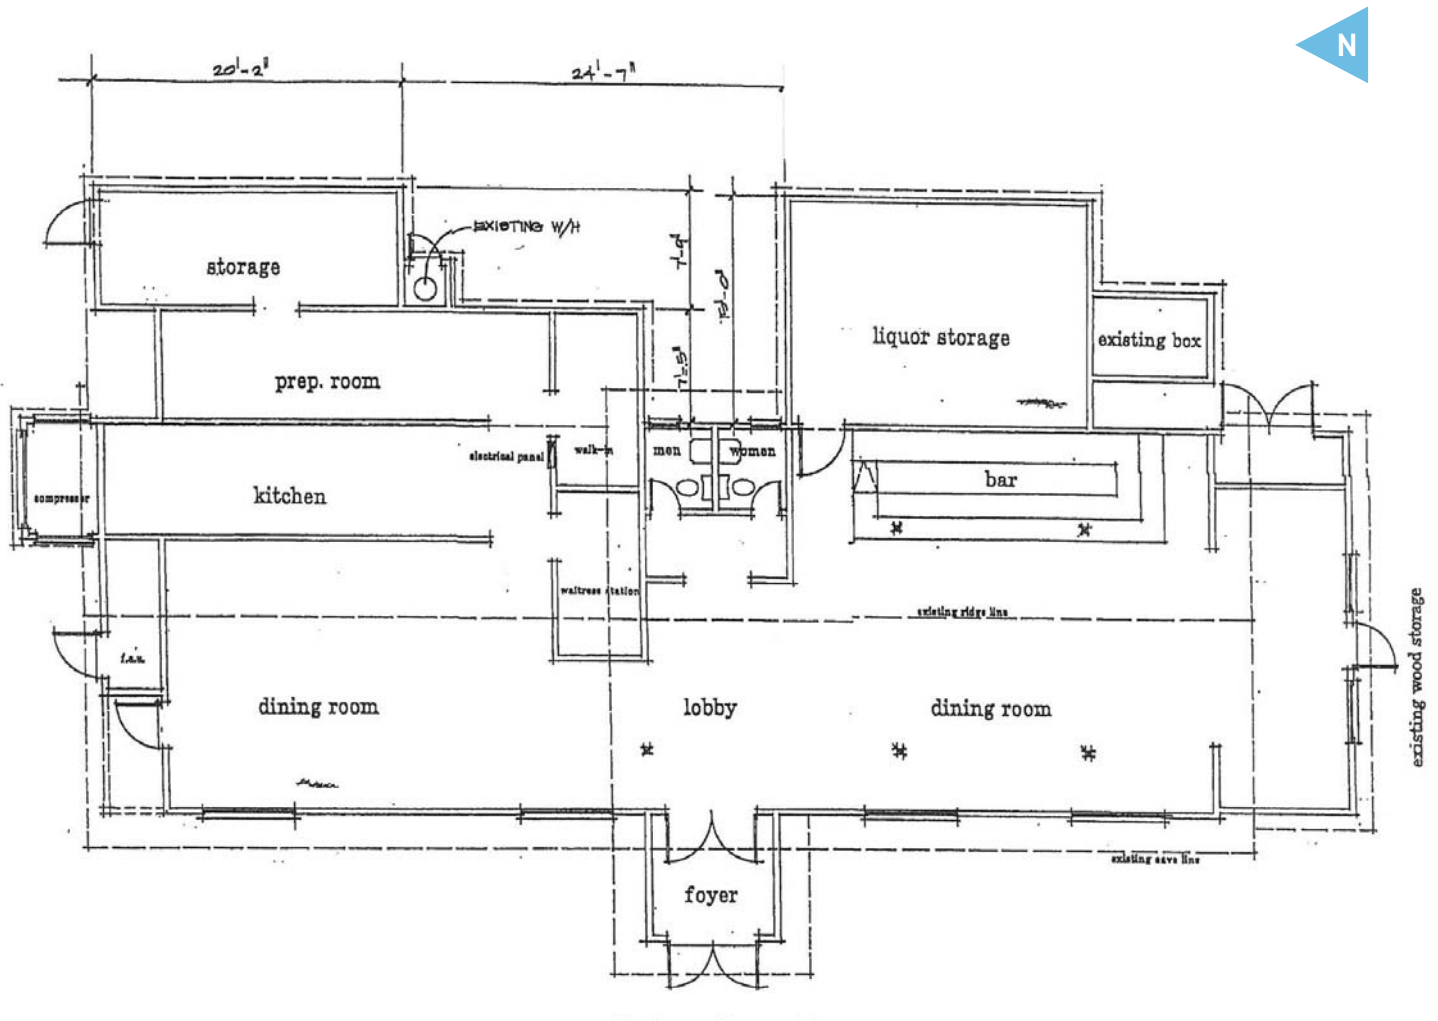 N
20'-2"
24'-7"
EXISTING W/H
storage
7'-9"
liquor storage
existing box
prep. room
7'-5"
electrical panel
walk-in
men
women
compressor
kitchen
bar
waitress station
existing ridge line
f.a.u.
dining room
lobby
dining room
existing wood storage
existing eave line
foyer